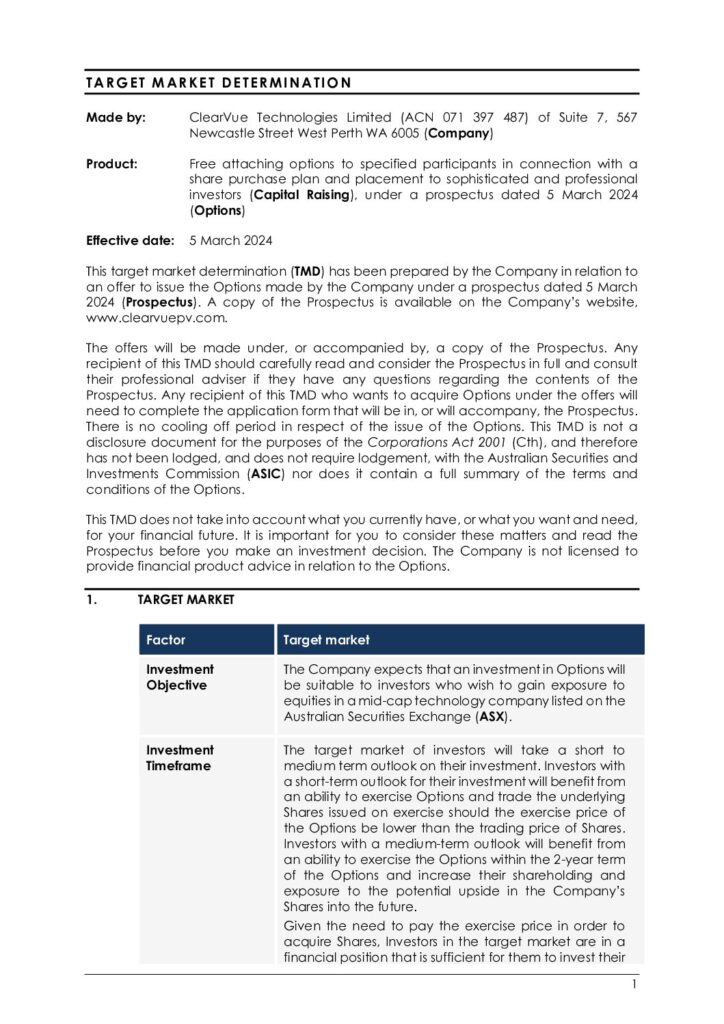 TARGET MARKET DETERMINATION
Made by: ClearVue Technologies Limited (ACN 071 397 487) of Suite 7, 567
Newcastle Street West Perth WA 6005 (Company)
Product: Free attaching options to specified participants in connection with a
share purchase plan and placement to sophisticated and professional
investors (Capital Raising), under a prospectus dated 5 March 2024
(Options)
Effective date: 5 March 2024
This target market determination (TMD) has been prepared by the Company in relation to
an offer to issue the Options made by the Company under a prospectus dated 5 March
2024 (Prospectus). A copy of the Prospectus is available on the Company's website,
www.clearvuepv.com.
The offers will be made under, or accompanied by, a copy of the Prospectus. Any
recipient of this TMD should carefully read and consider the Prospectus in full and consult
their professional adviser if they have any questions regarding the contents of the
Prospectus. Any recipient of this TMD who wants to acquire Options under the offers will
need to complete the application form that will be in, or will accompany, the Prospectus.
There is no cooling off period in respect of the issue of the Options. This TMD is not a
disclosure document for the purposes of the Corporations Act 2001 (Cth), and therefore
has not been lodged, and does not require lodgement, with the Australian Securities and
Investments Commission (ASIC) nor does it contain a full summary of the terms and
conditions of the Options.
This TMD does not take into account what you currently have, or what you want and need,
for your financial future. It is important for you to consider these matters and read the
Prospectus before you make an investment decision. The Company is not licensed to
provide financial product advice in relation to the Options.
1. TARGET MARKET
Factor Target market
Investment Objective
The Company expects that an investment in Options will
be suitable to investors who wish to gain exposure to
equities in a mid-cap technology company listed on the
Australian Securities Exchange (ASX).
Investment Timeframe
The target market of investors will take a short to
medium term outlook on their investment. Investors with
a short-term outlook for their investment will benefit from
an ability to exercise Options and trade the underlying
Shares issued on exercise should the exercise price of
the Options be lower than the trading price of Shares.
Investors with a medium-term outlook will benefit from
an ability to exercise the Options within the 2-year term
of the Options and increase their shareholding and
exposure to the potential upside in the Company's
Shares into the future.
Given the need to pay the exercise price in order to
acquire Shares, Investors in the target market are in a
financial position that is sufficient for them to invest their
1